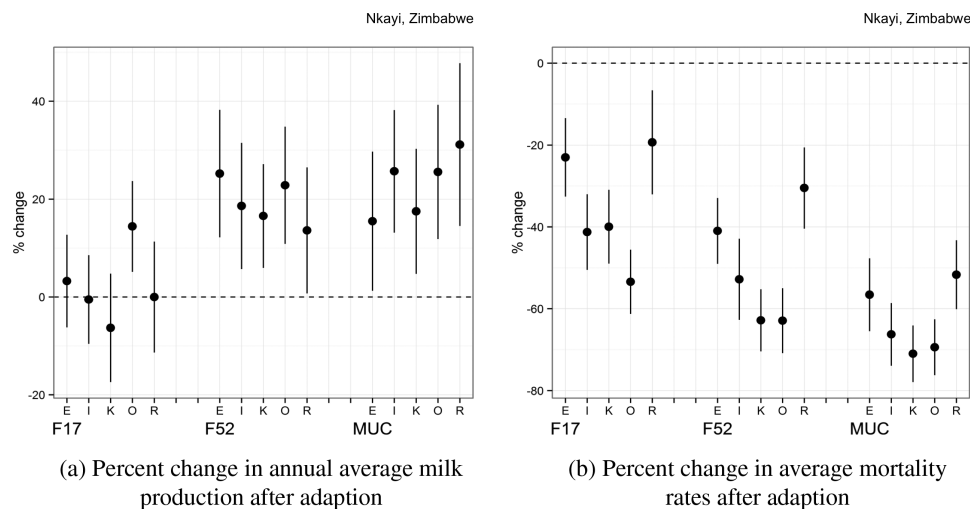 Nkayi, Zimbabwe
40
20
0
-20
% change
E I K O R E I K O R E I K O R
F17 F52 MUC
(a) Percent change in annual average milk
production after adaption
Nkayi, Zimbabwe
0
-20
-40
-60
-80
% change
E I K O R E I K O R E I K O R
F17 F52 MUC
(b) Percent change in average mortality
rates after adaption